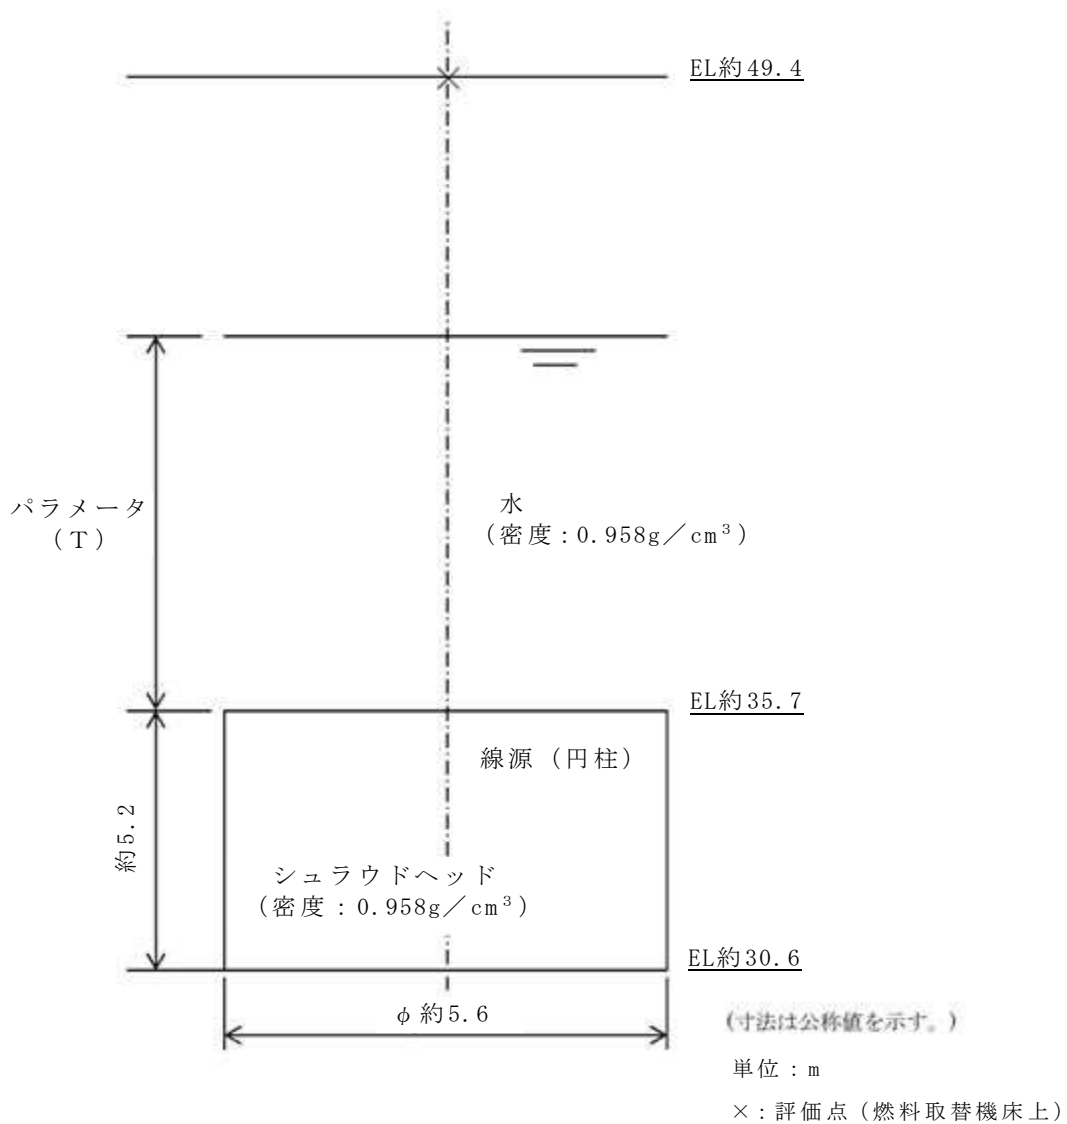 EL約49.4
パラメータ
(T)
水
(密度:0.958g/cm³)
EL約35.7
線源(円柱)
約5.2
シュラウドヘッド
(密度:0.958g/cm³)
EL約30.6
φ約5.6
(寸法は公称値を示す。)
単位:m
×:評価点(燃料取替機床上)